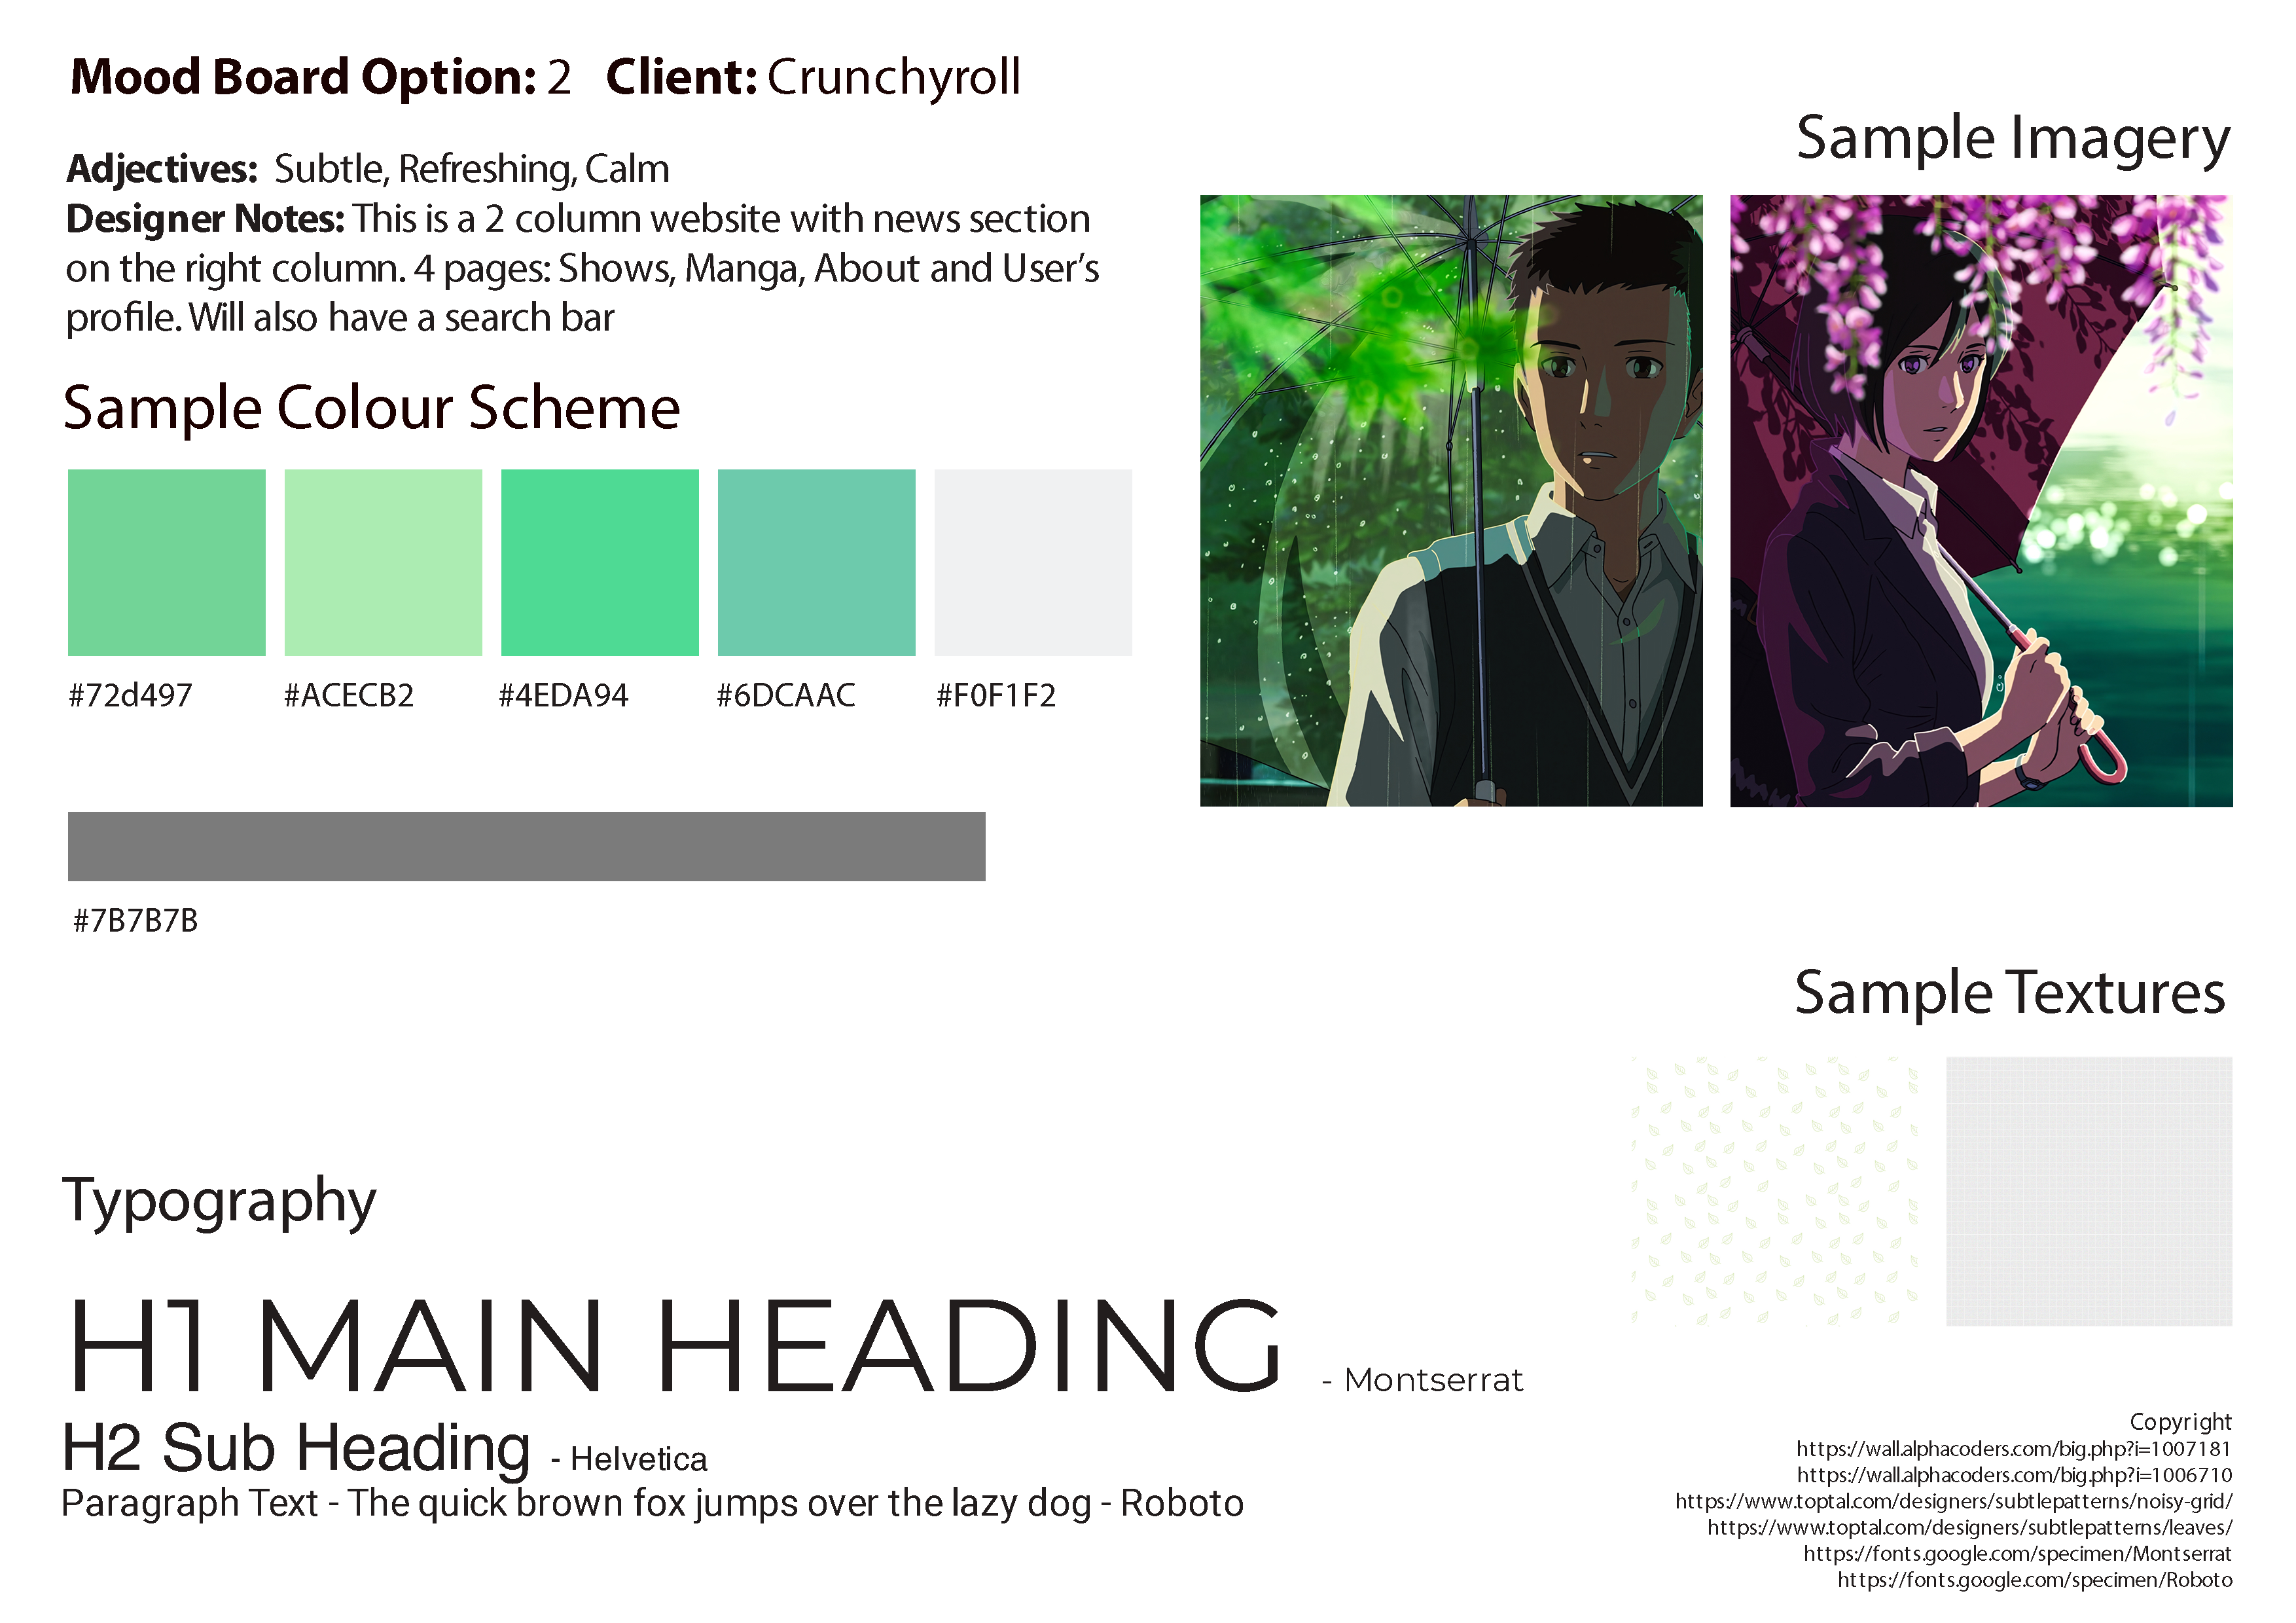 Mood Board Option: 2 Client: Crunchyroll
Adjectives: Subtle, Refreshing, Calm
Designer Notes: This is a 2 column website with news section
on the right column. 4 pages: Shows, Manga, About and User’s
profile. Will also have a search bar
Sample Colour Scheme
#72d497 #ACECB2 #4EDA94 #6DCAAC #F0F1F2
#7B7B7B
Sample Imagery
Sample Textures
Typography
H1 MAIN HEADING - Montserrat
H2 Sub Heading - Helvetica
Paragraph Text - The quick brown fox jumps over the lazy dog - Roboto
Copyright
https://wall.alphacoders.com/big.php?i=1007181
https://wall.alphacoders.com/big.php?i=1006710
https://www.toptal.com/designers/subtlepatterns/noisy-grid/
https://www.toptal.com/designers/subtlepatterns/leaves/
https://fonts.google.com/specimen/Montserrat
https://fonts.google.com/specimen/Roboto